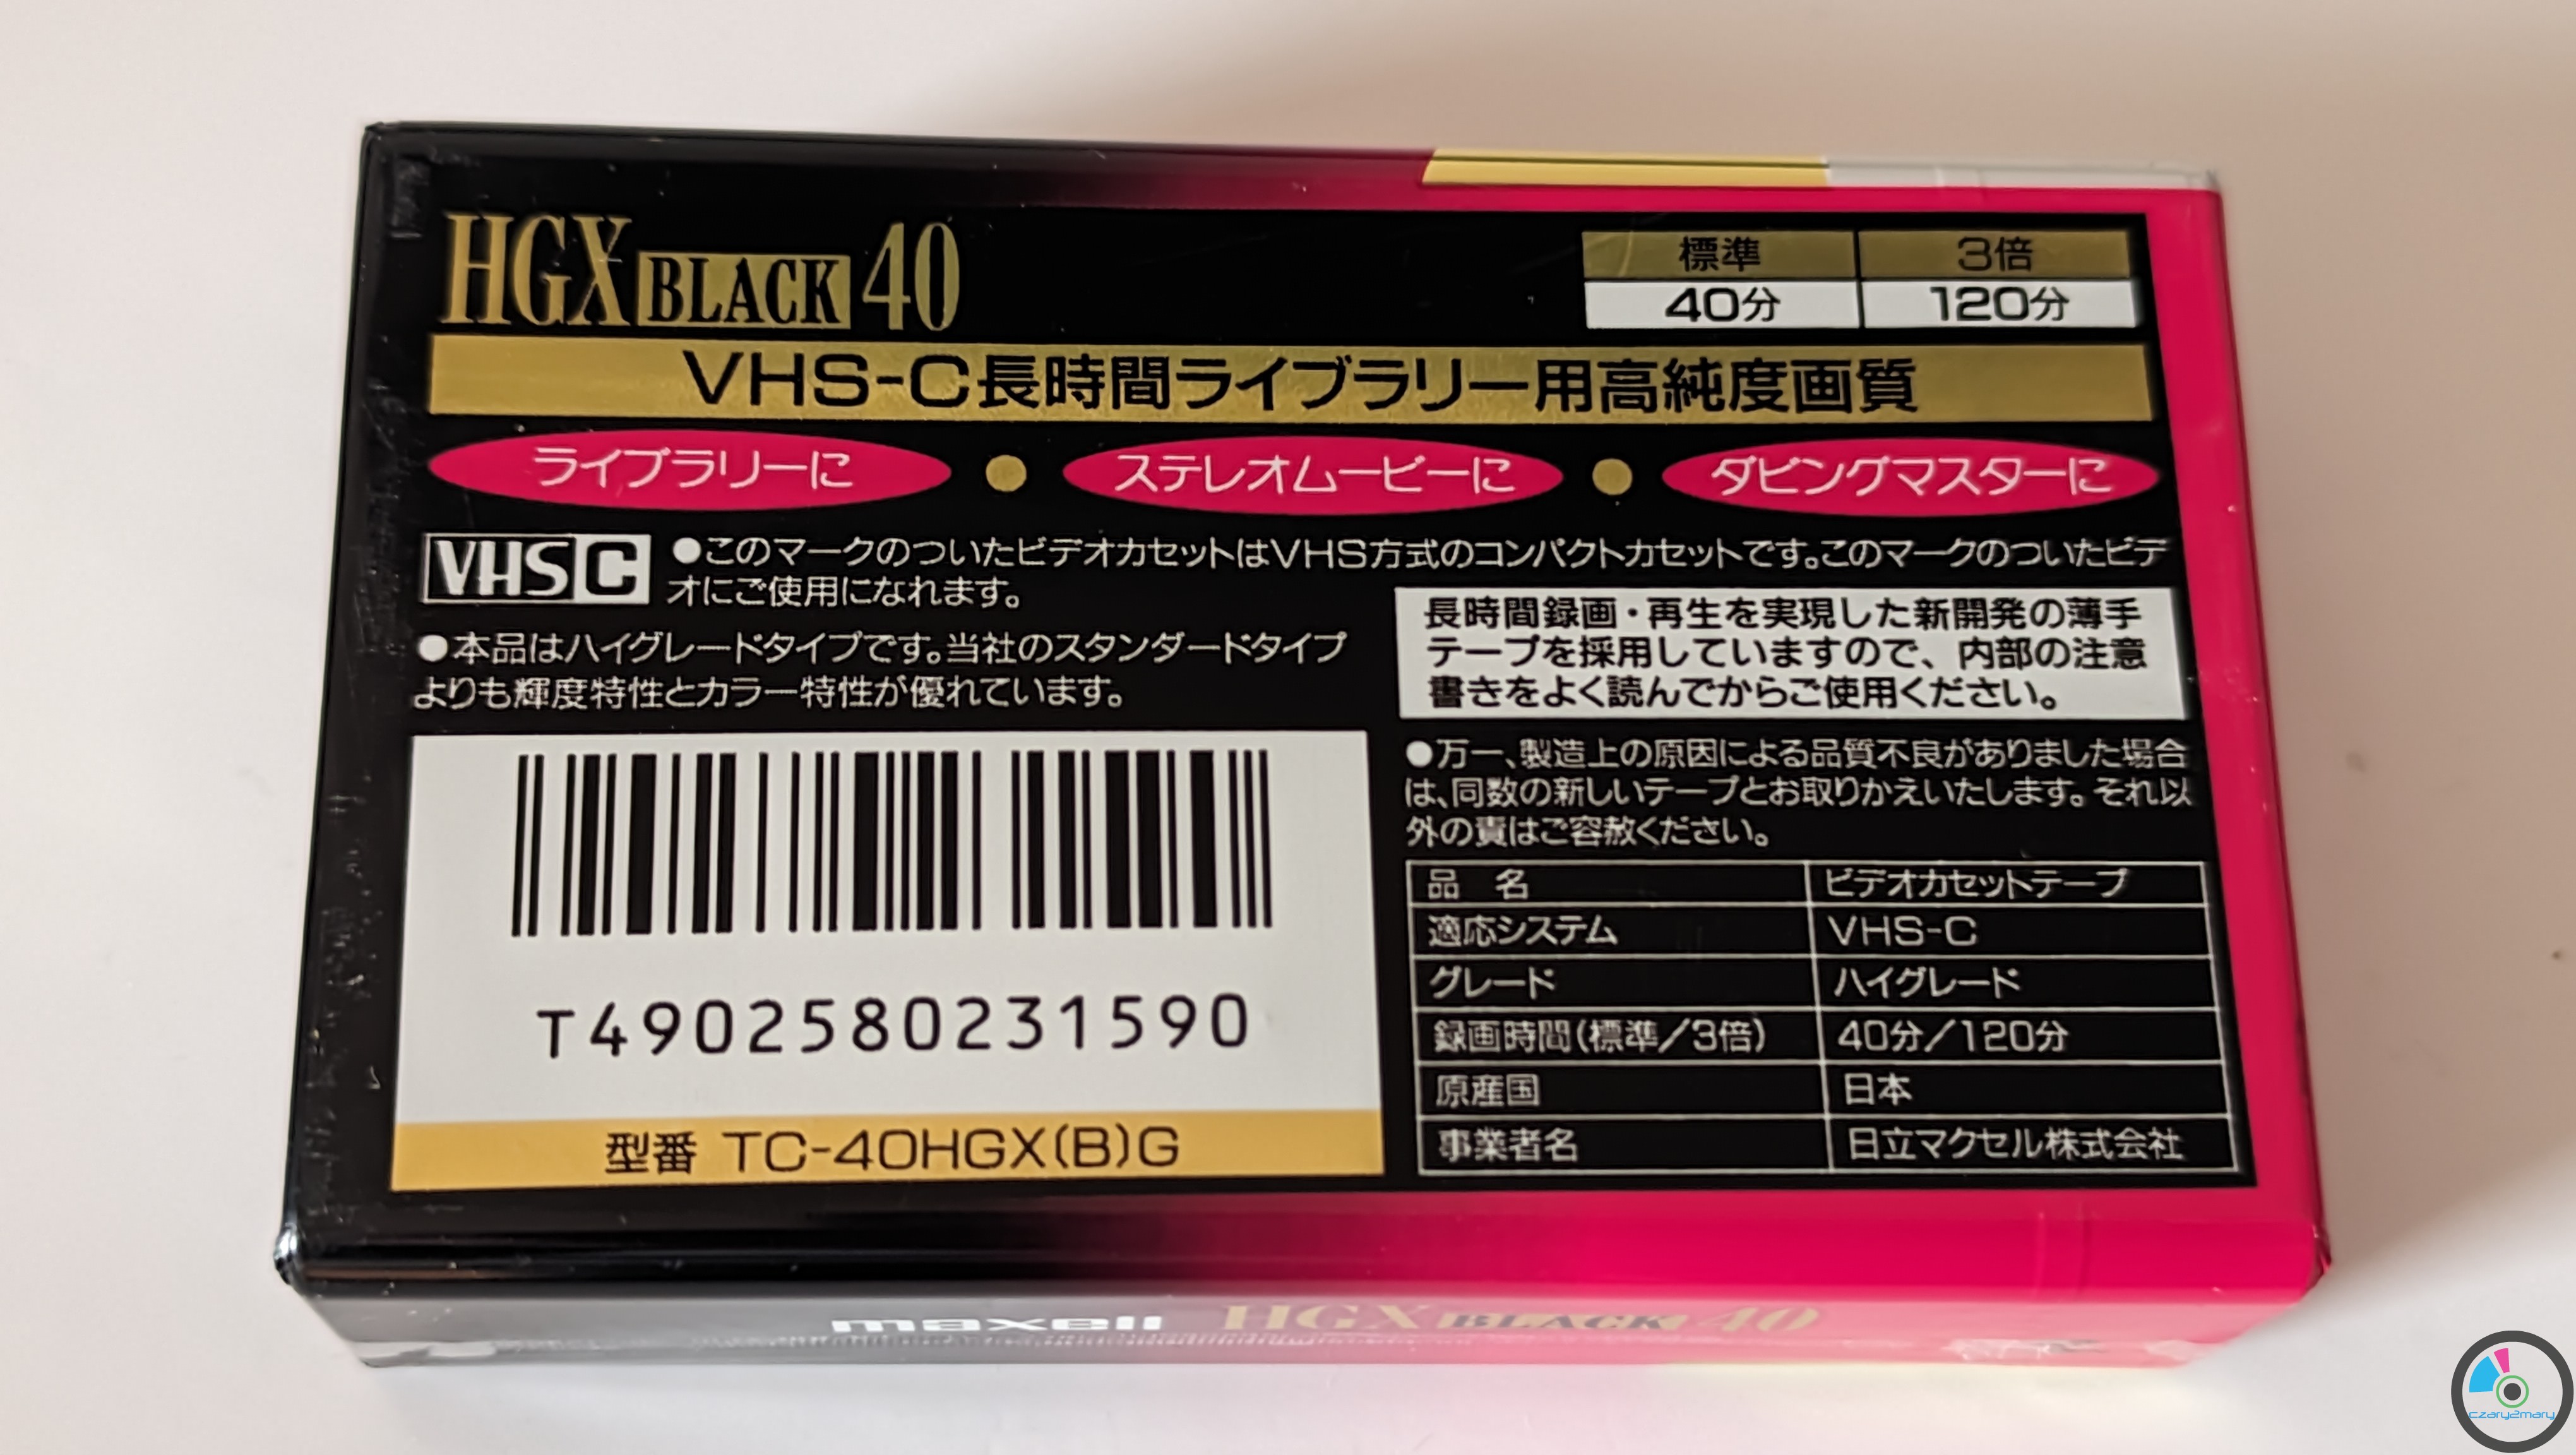 HGX BLACK 40
標準 3倍
40分 120分
VHS-C長時間ライブラリー用高純度画質
ライブラリーに ● ステレオムービーに ● ダビングマスターに
VHS C
●このマークのついたビデオカセットはVHS方式のコンパクトカセットです。このマークのついたビデ
オにご使用になれます。
●本品はハイグレードタイプです。当社のスタンダードタイプ
よりも輝度特性とカラー特性が優れています。
長時間録画・再生を実現した新開発の薄手
テープを採用していますので、内部の注意
書きをよく読んでからご使用ください。
●万一、製造上の原因による品質不良がありました場合
は、同数の新しいテープとお取りかえいたします。それ以
外の責はご容赦ください。
T4902580231590
型番 TC-40HGX(B)G
品 名 ビデオカセットテープ
適応システム VHS-C
グレード ハイグレード
録画時間(標準/3倍) 40分/120分
原産国 日本
事業者名 日立マクセル株式会社
maxell HGX BLACK 40
czary2mary